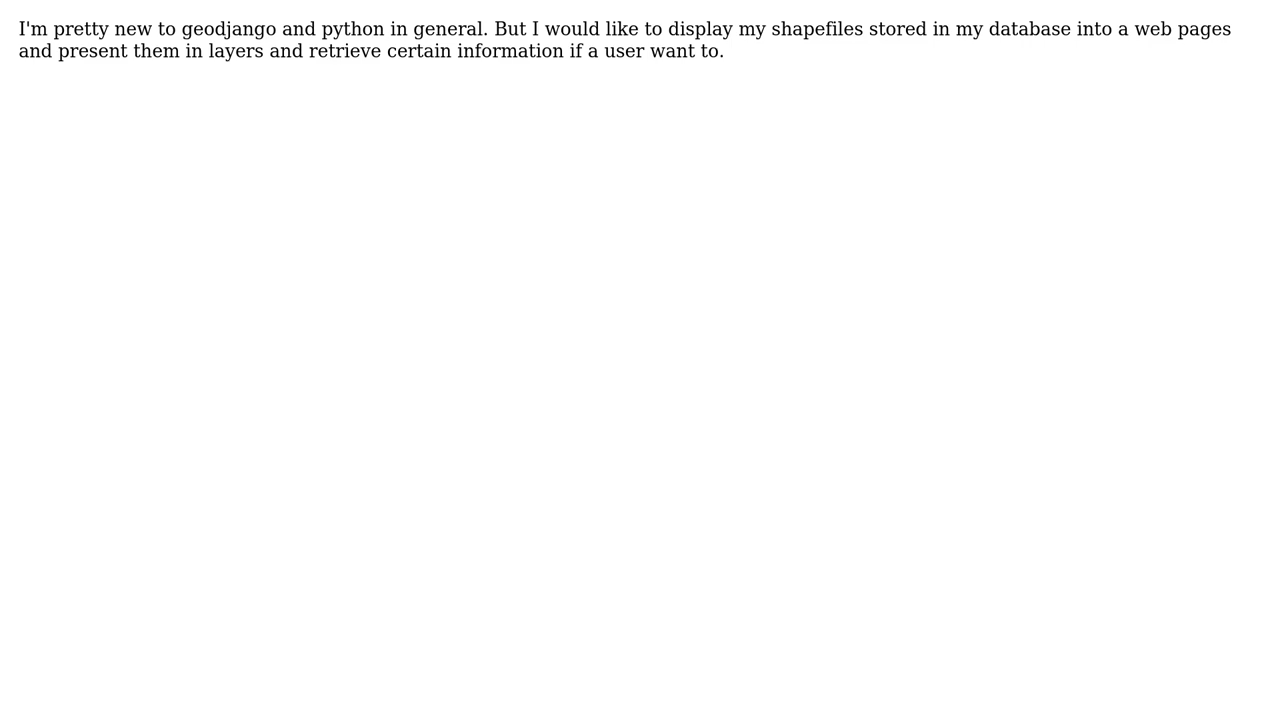 I'm pretty new to geodjango and python in general. But I would like to display my shapefiles stored in my database into a web pages
and present them in layers and retrieve certain information if a user want to.